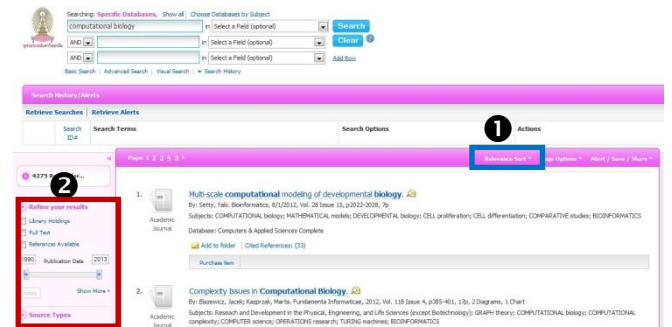 Searching: Specific Databases, Show all | Choose Databases by Subject
computational biology in Select a Field (optional) Search
AND in Select a Field (optional) Clear
AND in Select a Field (optional) Add Row
Basic Search | Advanced Search | Visual Search | Search History
Search History/Alerts
Retrieve Searches | Retrieve Alerts
Search ID# Search Terms Search Options Actions
1
Page: 1 2 3 4 5 Relevance Sort Page Options Alert / Save / Share
4275
2
Refine your results
Library Holdings
Full Text
References Available
1990 Publication Date 2013
Show More
Source Types
1. Multi-scale computational modeling of developmental biology.
By: Setty, Yaki. Bioinformatics, 8/1/2012, Vol. 28 Issue 15, p2022-2028, 7p
Academic Journal
Subjects: COMPUTATIONAL biology; MATHEMATICAL models; DEVELOPMENTAL biology; CELL proliferation; CELL differentiation; COMPARATIVE studies; BIOINFORMATICS
Database: Computers & Applied Sciences Complete
Add to folder | Cited References: (33)
Purchase Item
2. Complexity Issues in Computational Biology.
By: Blazewicz, Jacek; Kasprzak, Marta. Fundamenta Informaticae, 2012, Vol. 118 Issue 4, p385-401, 17p, 2 Diagrams, 1 Chart
Academic Journal
Subjects: Research and Development in the Physical, Engineering, and Life Sciences (except Biotechnology); GRAPH theory; COMPUTATIONAL biology; COMPUTATIONAL
complexity; COMPUTER science; OPERATIONS research; TURING machines; BIOINFORMATICS